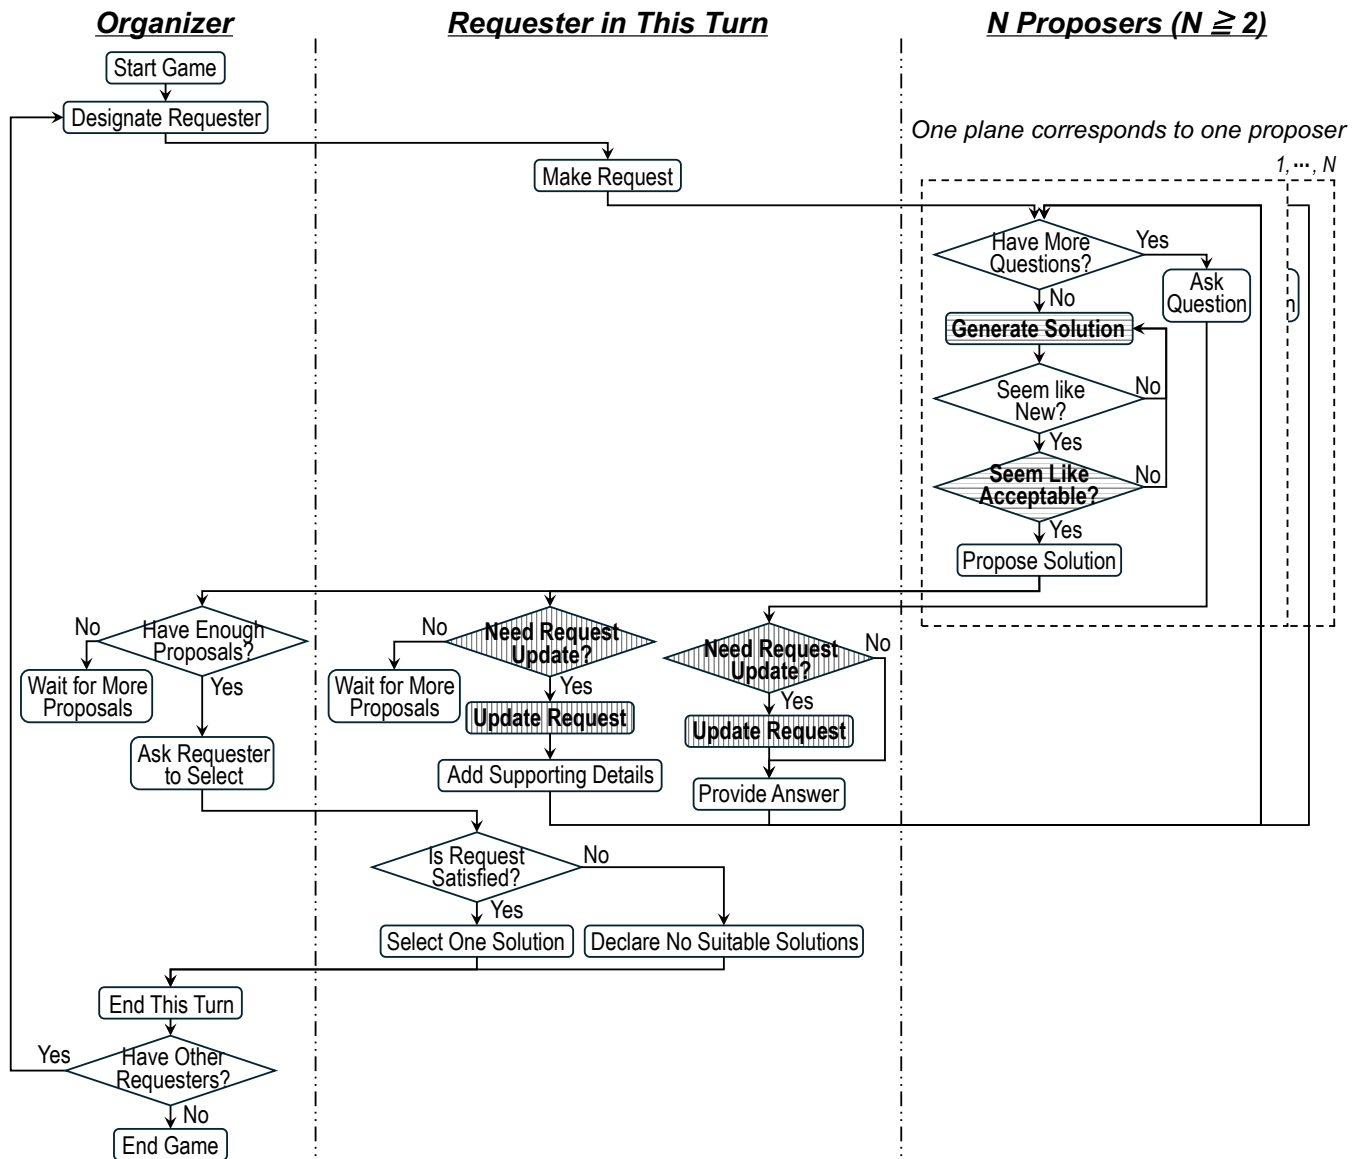 Organizer
Requester in This Turn
N Proposers (N ≧ 2)
Start Game
Designate Requester
One plane corresponds to one proposer
1, ···, N
Make Request
Have More
Questions?
Yes
Ask
Question
n
No
Generate Solution
Seem like
New?
No
Yes
Seem Like
Acceptable?
No
Yes
Propose Solution
Have Enough
Proposals?
No
Yes
Wait for More
Proposals
Ask Requester
to Select
Need Request
Update?
No
Yes
Wait for More
Proposals
Update Request
Add Supporting Details
Need Request
Update?
No
Yes
Update Request
Provide Answer
Is Request
Satisfied?
No
Yes
Select One Solution
Declare No Suitable Solutions
End This Turn
Have Other
Requesters?
Yes
No
End Game